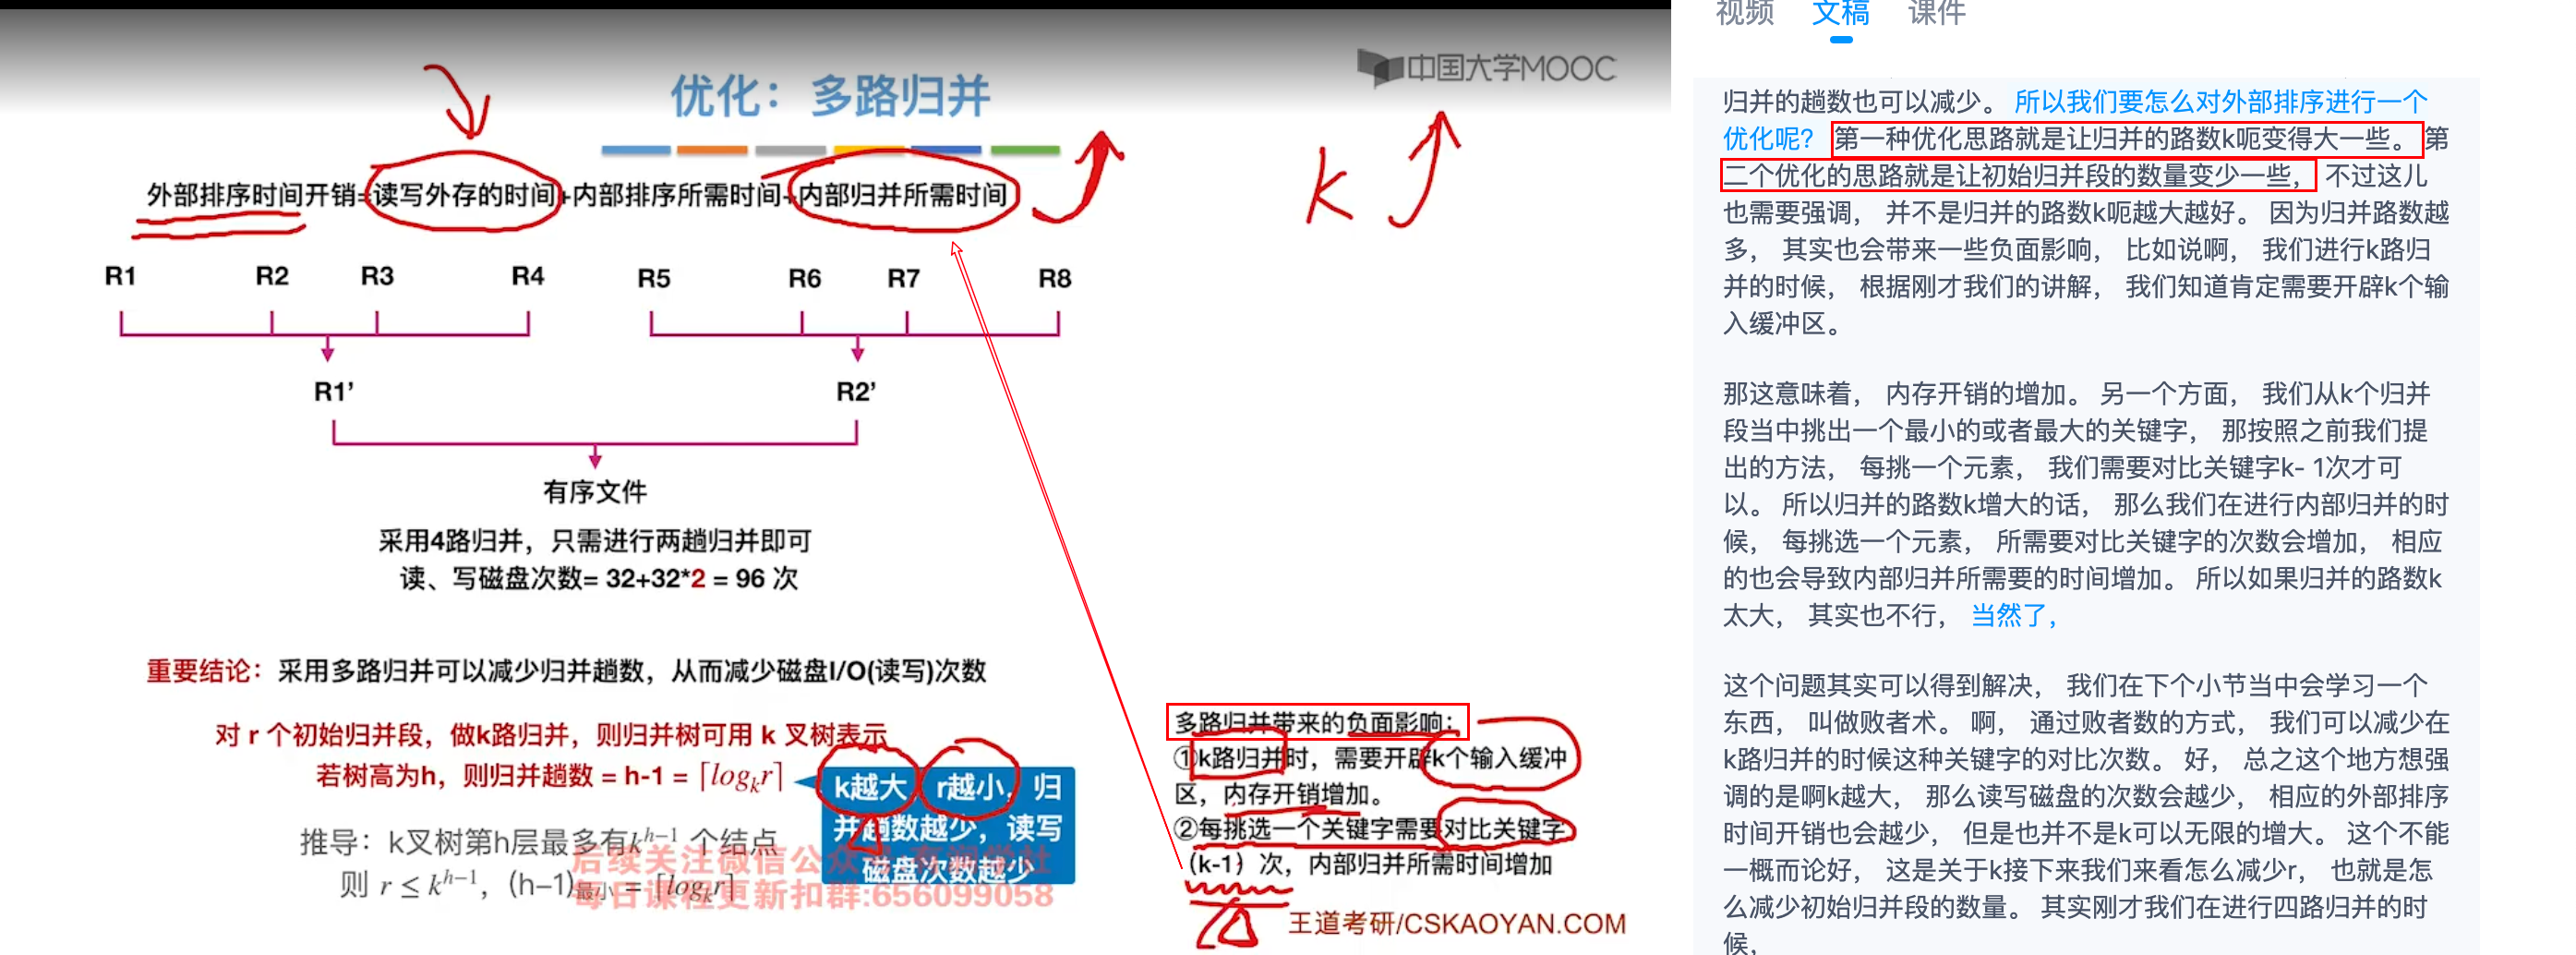 中国大学MOOC
优化：多路归并
外部排序时间开销=读写外存的时间+内部排序所需时间+内部归并所需时间
k
R1 R2 R3 R4 R5 R6 R7 R8
R1’ R2’
有序文件
采用4路归并，只需进行两趟归并即可
读、写磁盘次数= 32+32*2 = 96 次
重要结论：采用多路归并可以减少归并趟数，从而减少磁盘I/O(读写)次数
对 r 个初始归并段，做k路归并，则归并树可用 k 叉树表示
若树高为h，则归并趟数 = h-1 = ⌈logₖr⌉
k越大，r越小，归
并趟数越少，读写
磁盘次数越少
推导：k叉树第h层最多有kʰ⁻¹ 个结点
则 r ≤ kʰ⁻¹，(h−1)最小 = ⌈logₖr⌉
后续关注微信公众
每日课程更新扣群:656099058
多路归并带来的负面影响：
①k路归并时，需要开辟k个输入缓冲
区，内存开销增加。
②每挑选一个关键字需要对比关键字
（k-1）次，内部归并所需时间增加
王道考研/CSKAOYAN.COM
视频 文稿 课件
归并的趟数也可以减少。 所以我们要怎么对外部排序进行一个
优化呢？ 第一种优化思路就是让归并的路数k呃变得大一些。 第
二个优化的思路就是让初始归并段的数量变少一些， 不过这儿
也需要强调， 并不是归并的路数k呃越大越好。 因为归并路数越
多， 其实也会带来一些负面影响， 比如说啊， 我们进行k路归
并的时候， 根据刚才我们的讲解， 我们知道肯定需要开辟k个输
入缓冲区。
那这意味着， 内存开销的增加。 另一个方面， 我们从k个归并
段当中挑出一个最小的或者最大的关键字， 那按照之前我们提
出的方法， 每挑一个元素， 我们需要对比关键字k- 1次才可
以。 所以归并的路数k增大的话， 那么我们在进行内部归并的时
候， 每挑选一个元素， 所需要对比关键字的次数会增加， 相应
的也会导致内部归并所需要的时间增加。 所以如果归并的路数k
太大， 其实也不行， 当然了，
这个问题其实可以得到解决， 我们在下个小节当中会学习一个
东西， 叫做败者术。 啊， 通过败者数的方式， 我们可以减少在
k路归并的时候这种关键字的对比次数。 好， 总之这个地方想强
调的是啊k越大， 那么读写磁盘的次数会越少， 相应的外部排序
时间开销也会越少， 但是也并不是k可以无限的增大。 这个不能
一概而论好， 这是关于k接下来我们来看怎么减少r， 也就是怎
么减少初始归并段的数量。 其实刚才我们在进行四路归并的时
候，